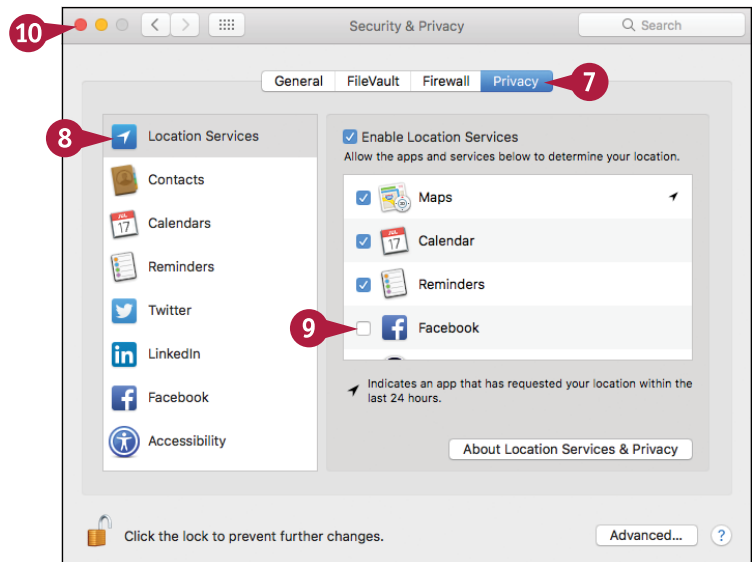 10
Security & Privacy
Search
General FileVault Firewall Privacy
7
8
Location Services
Contacts
JUL 17
Calendars
Reminders
Twitter
in
LinkedIn
f
Facebook
Accessibility
Enable Location Services
Allow the apps and services below to determine your location.
3D
Maps
JUL 17
Calendar
Reminders
9
f
Facebook
Indicates an app that has requested your location within the
last 24 hours.
About Location Services & Privacy
Click the lock to prevent further changes.
Advanced...
?